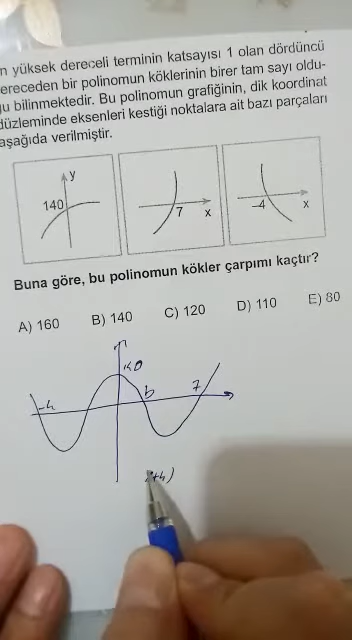 n yüksek dereceli terminin katsayısı 1 olan dördüncü
ereceden bir polinomun köklerinin birer tam sayı oldu-
u bilinmektedir. Bu polinomun grafiğinin, dik koordinat
düzleminde eksenleri kestiği noktalara ait bazı parçaları
aşağıda verilmiştir.
y
140
7 x
-4 x
Buna göre, bu polinomun kökler çarpımı kaçtır?
A) 160 B) 140 C) 120 D) 110 E) 80
-4 b 7
+4)